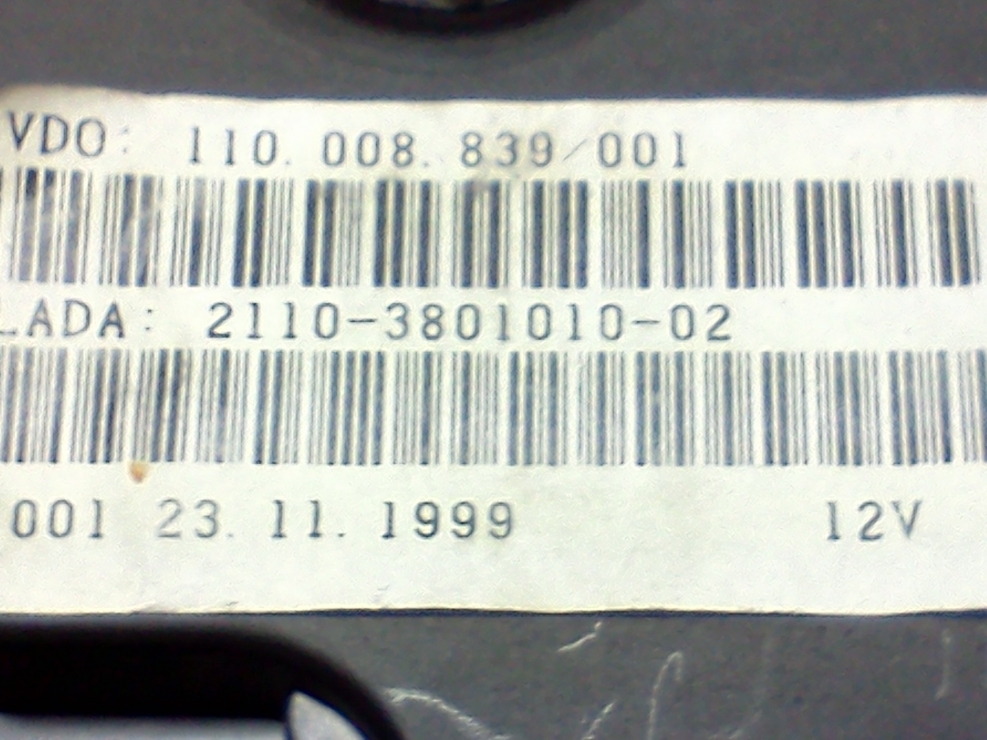 VDO: 110.008.839/001
LADA: 2110-3801010-02
001 23.11.1999 12V